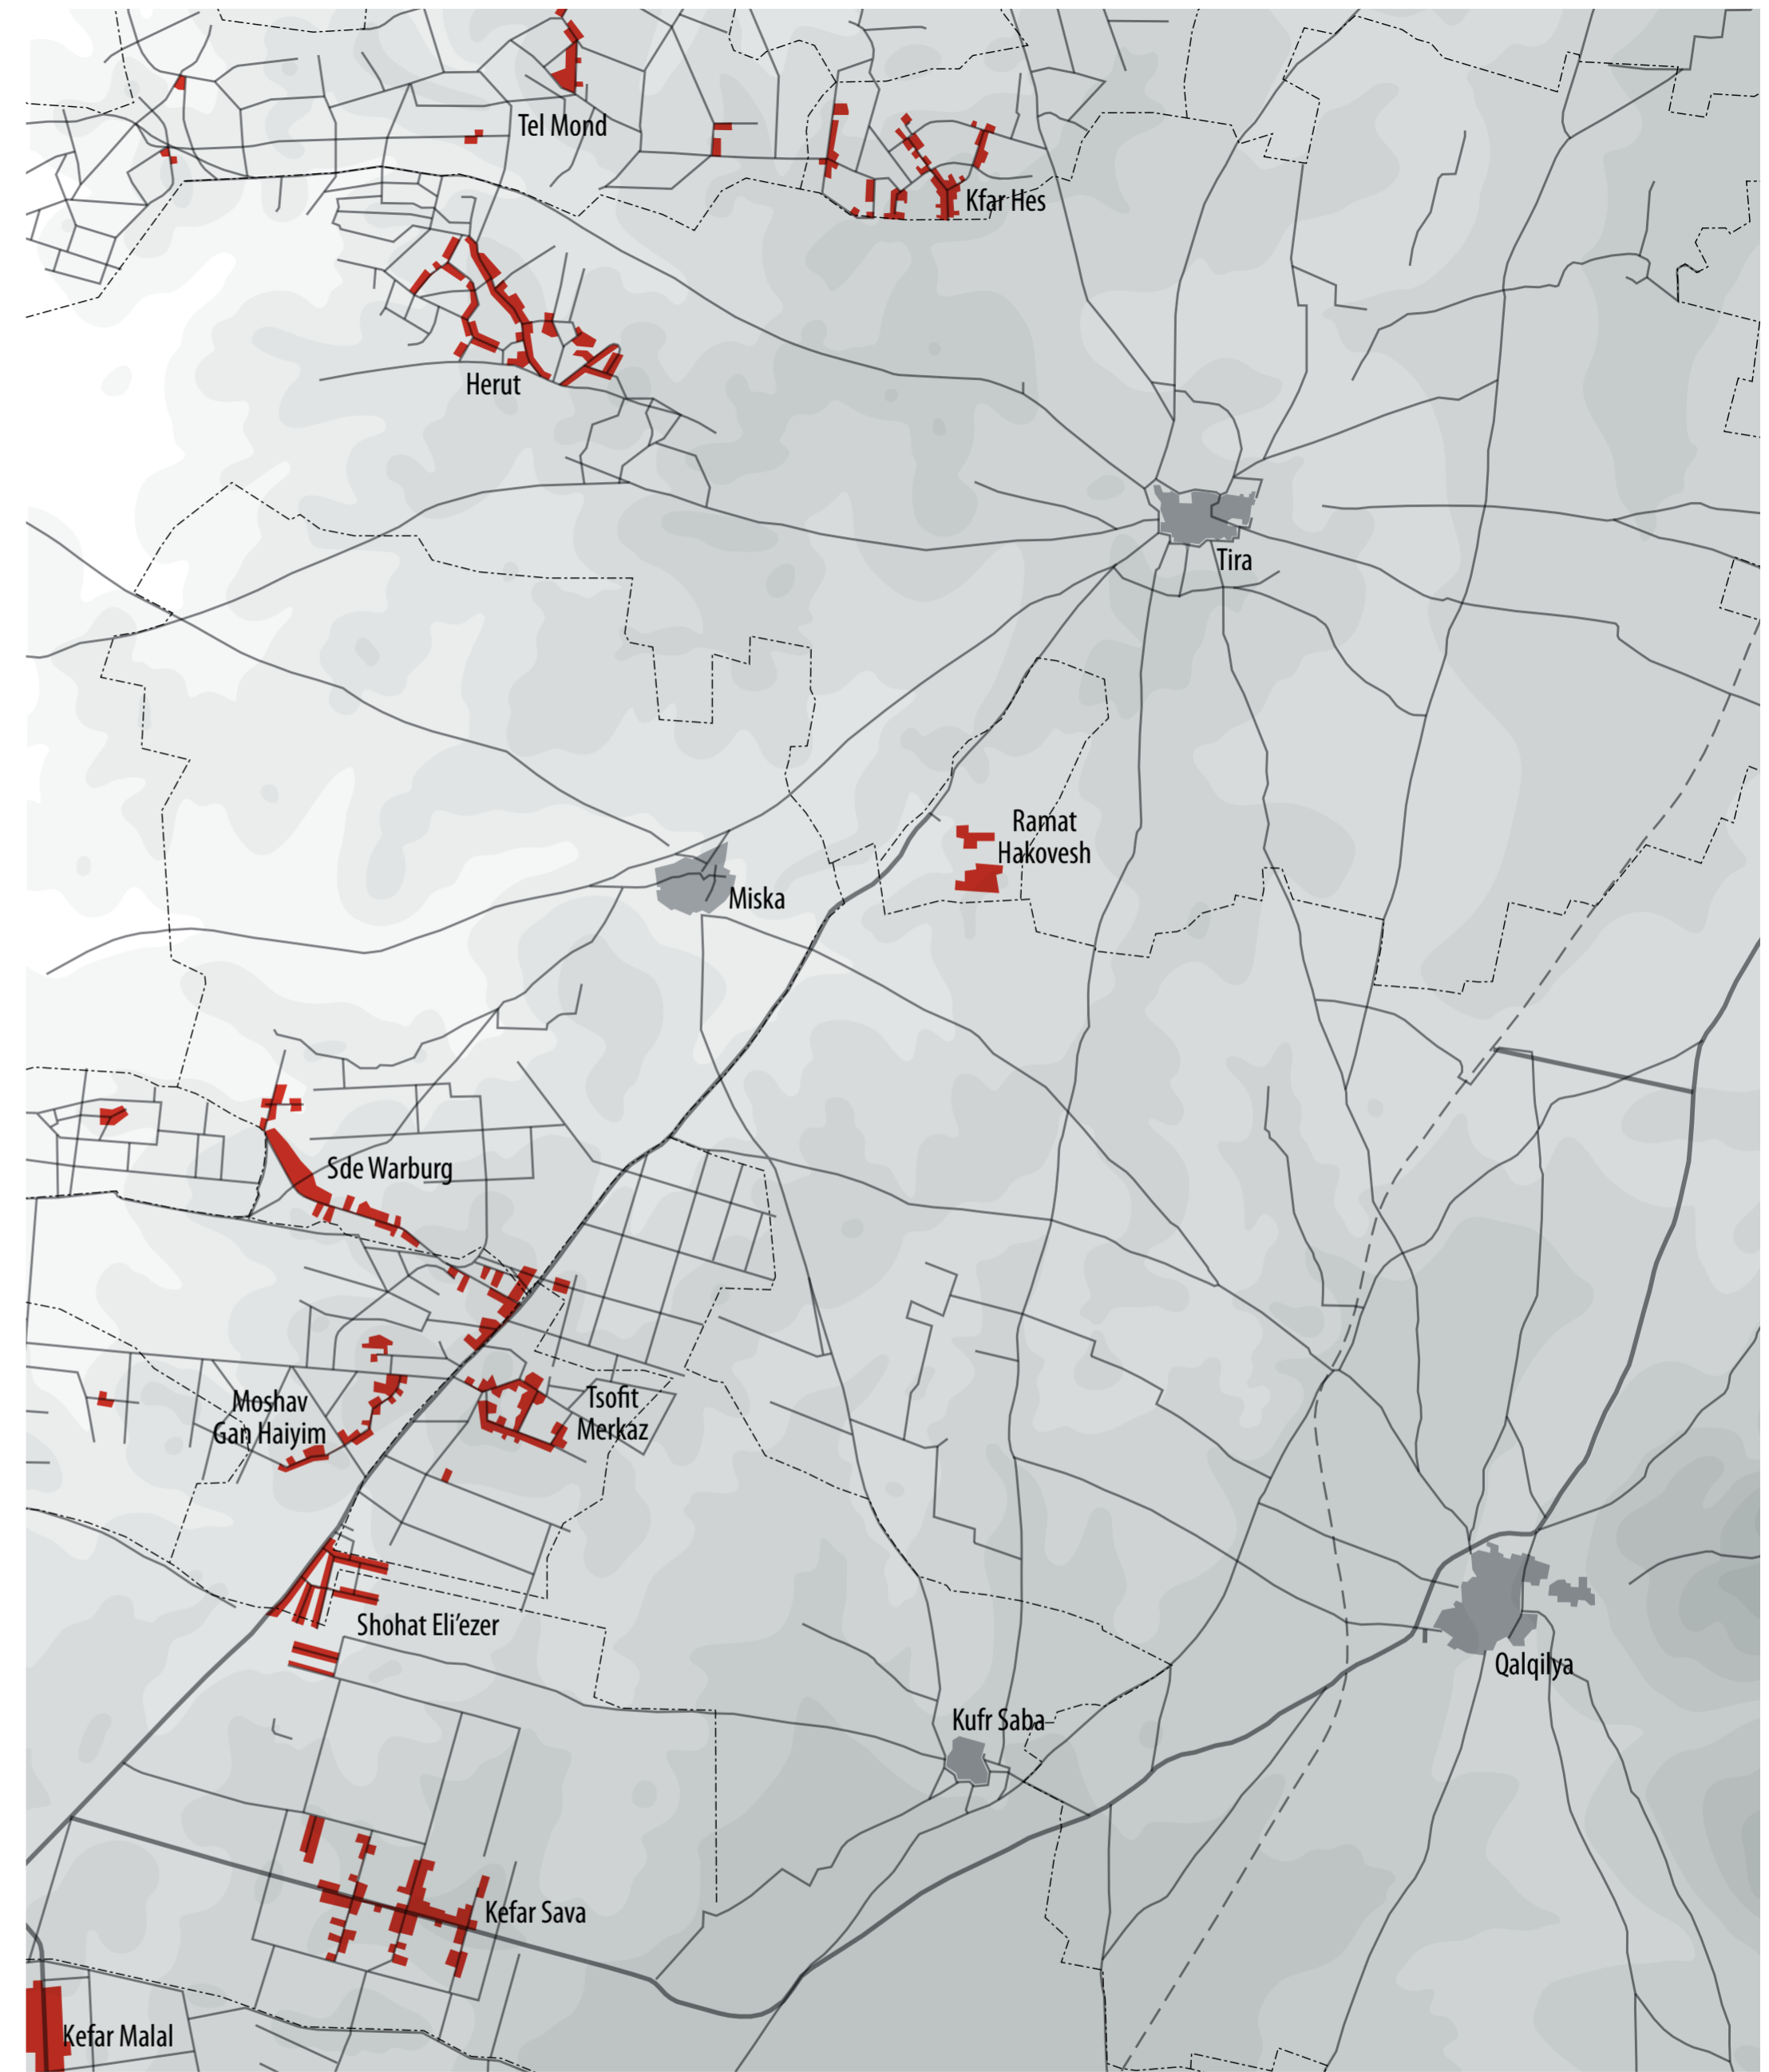 Tel Mond
Kfar Hes
Herut
Tira
Ramat
Hakovesh
Miska
Sde Warburg
Moshav
Gan Haiyim
Tsofit
Merkaz
Shohat Eli’ezer
Qalqilya
Kufr Saba
Kefar Sava
Kefar Malal